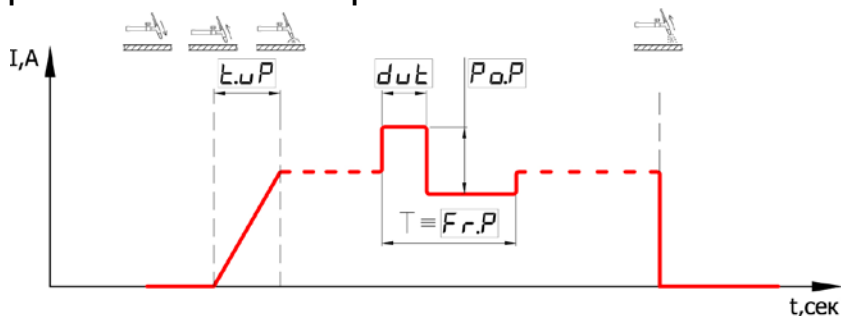 I,A
t.uP
dut
Po.P
T ≡ Fr.P
t,сек